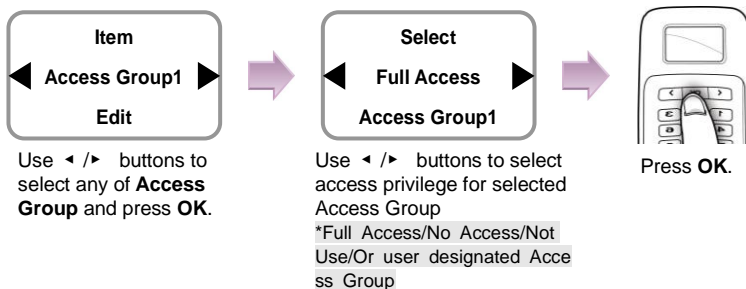 Item
Access Group1
Edit
Use ◂ /▸ buttons to
select any of Access
Group and press OK.
Select
Full Access
Access Group1
Use ◂ /▸ buttons to select
access privilege for selected
Access Group
*Full Access/No Access/Not
Use/Or user designated Acce
ss Group
Press OK.